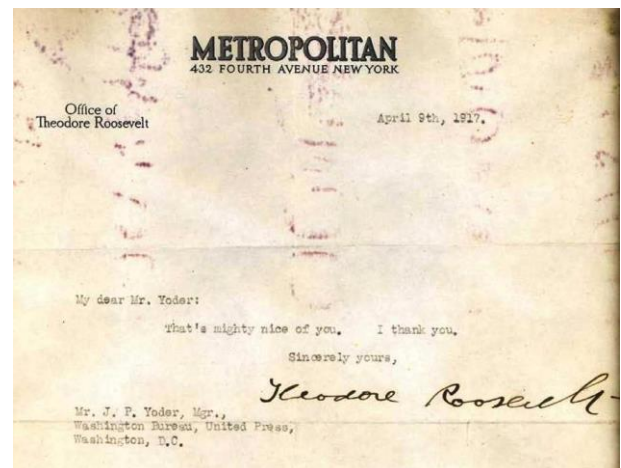 METROPOLITAN
432 FOURTH AVENUE NEW YORK
Office of
Theodore Roosevelt
April 9th, 1917.
My dear Mr. Yoder:
That's mighty nice of you. I thank you.
Sincerely yours,
Theodore Roosevelt
Mr. J. P. Yoder, Mgr.,
Washington Bureau, United Press,
Washington, D.C.